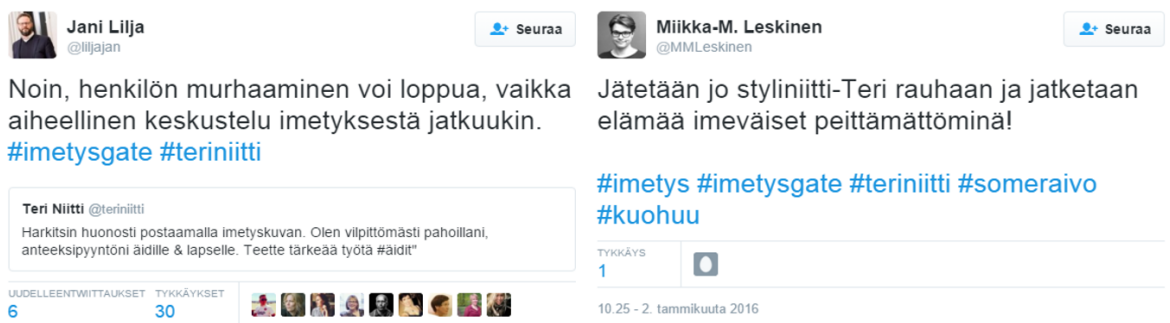 Jani Lilja
@liljajan
Seuraa
Noin, henkilön murhaaminen voi loppua, vaikka
aiheellinen keskustelu imetyksestä jatkuukin.
#imetysgate #teriniitti
Teri Niitti @teriniitti
Harkitsin huonosti postaamalla imetyskuvan. Olen vilpittömästi pahoillani,
anteeksipyyntöni äidille & lapselle. Teette tärkeää työtä #äidit"
UUDELLEENTWIITTAUKSET TYKKÄYKSET
6 30
Miikka-M. Leskinen
@MMLeskinen
Seuraa
Jätetään jo styliniitti-Teri rauhaan ja jatketaan
elämää imeväiset peittämättöminä!
#imetys #imetysgate #teriniitti #someraivo
#kuohuu
TYKKÄYS
1
10.25 - 2. tammikuuta 2016